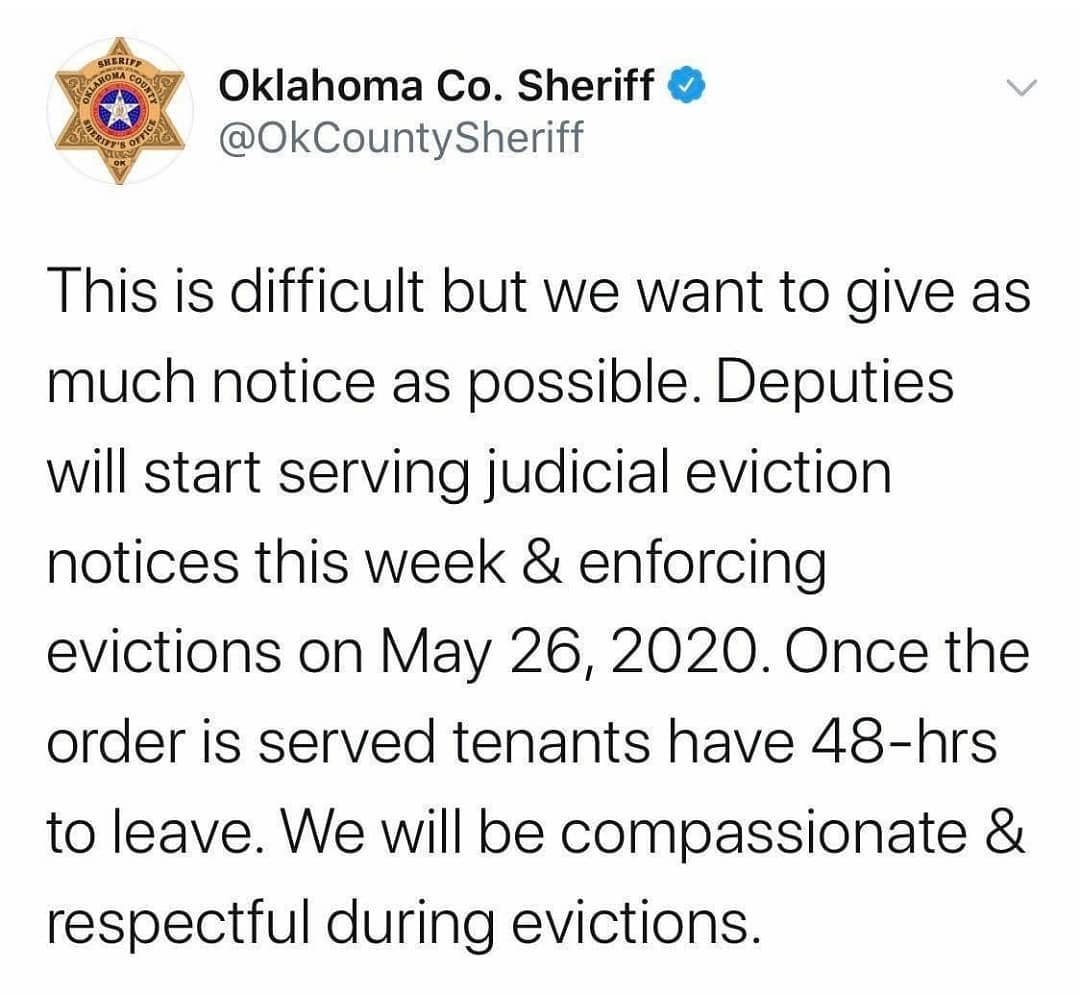 SHERIFF
OKLAHOMA COUNTY
SHERIFF'S OFFICE
OK
Oklahoma Co. Sheriff
@OkCountySheriff
This is difficult but we want to give as
much notice as possible. Deputies
will start serving judicial eviction
notices this week & enforcing
evictions on May 26, 2020. Once the
order is served tenants have 48-hrs
to leave. We will be compassionate &
respectful during evictions.